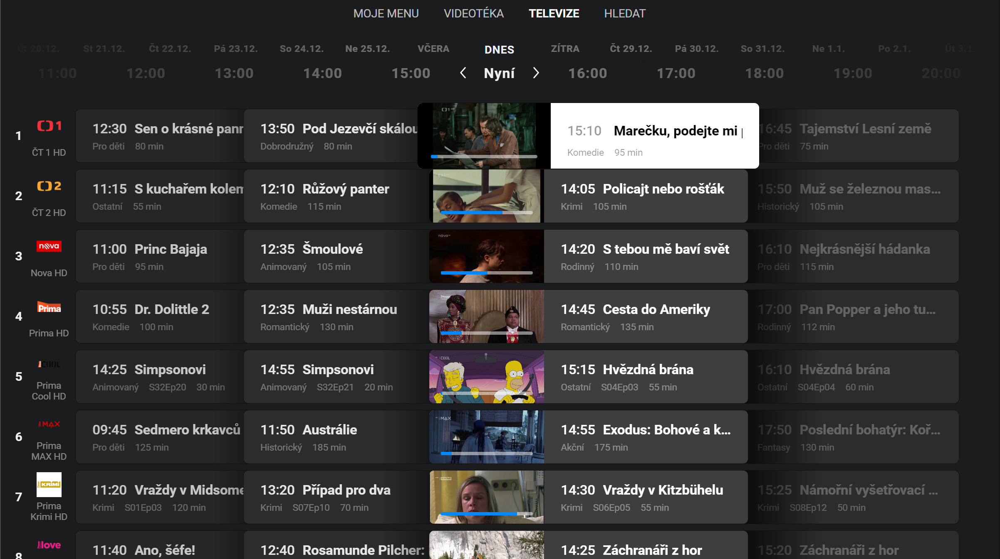 MOJE MENU VIDEOTÉKA TELEVIZE HLEDAT
Út 20.12. St 21.12. Čt 22.12. Pá 23.12. So 24.12. Ne 25.12. VČERA DNES ZÍTRA Čt 29.12. Pá 30.12. So 31.12. Ne 1.1. Po 2.1. Út 3.1.
11:00 12:00 13:00 14:00 15:00 Nyní 16:00 17:00 18:00 19:00 20:00
1
1
ČT 1 HD
12:30 Sen o krásné
Pro děti 80 min
13:50 Pod Jezevčí skálou
Dobrodružný 80 min
1 HD
15:10 Marečku, podejte mi
Komedie 95 min
16:45 Tajemství Lesní země
Pro děti 75 min
2
2
ČT 2 HD
11:15 S kuchařem kolem
Ostatní 55 min
12:10 Růžový panter
Komedie 115 min
14:05 Policajt nebo rošťák
Krimi 105 min
15:50 Muž se železnou mas...
Historický 105 min
3
nova
Nova HD
11:00 Princ Bajaja
Pro děti 95 min
12:35 Šmoulové
Animovaný 105 min
nova
14:20 S tebou mě baví svět
Rodinný 110 min
16:10 Nejkrásnější hádanka
Pro děti 115 min
4
Prima
Prima HD
10:55 Dr. Dolittle 2
Komedie 100 min
12:35 Muži nestárnou
Romantický 130 min
14:45 Cesta do Ameriky
Romantický 135 min
17:00 Pan Popper a jeho tu...
Rodinný 112 min
5
COOL
Prima
Cool HD
14:25 Simpsonovi
Animovaný S32Ep20 30 min
14:55 Simpsonovi
Animovaný S32Ep21 20 min
COOL
15:15 Hvězdná brána
Ostatní S04Ep03 55 min
16:10 Hvězdná brána
Ostatní S04Ep04 60 min
6
MAX
Prima
MAX HD
09:45 Sedmero krkavců
Pro děti 125 min
11:50 Austrálie
Historický 185 min
MAX
14:55 Exodus: Bohové a k...
Akční 175 min
17:50 Poslední bohatýr: Koř...
Fantasy 130 min
7
KRIMI
Prima
Krimi HD
11:20 Vraždy v Midsome
Krimi S01Ep03 120 min
13:20 Případ pro dva
Krimi S07Ep10 70 min
KRIMI
14:30 Vraždy v Kitzbühelu
Krimi S06Ep05 55 min
15:25 Námořní vyšetřovací ...
Krimi S08Ep12 50 min
8
love
11:40 Ano, šéfe!
12:40 Rosamunde Pilcher:
14:25 Záchranáři z hor
15:20 Záchranáři z hor